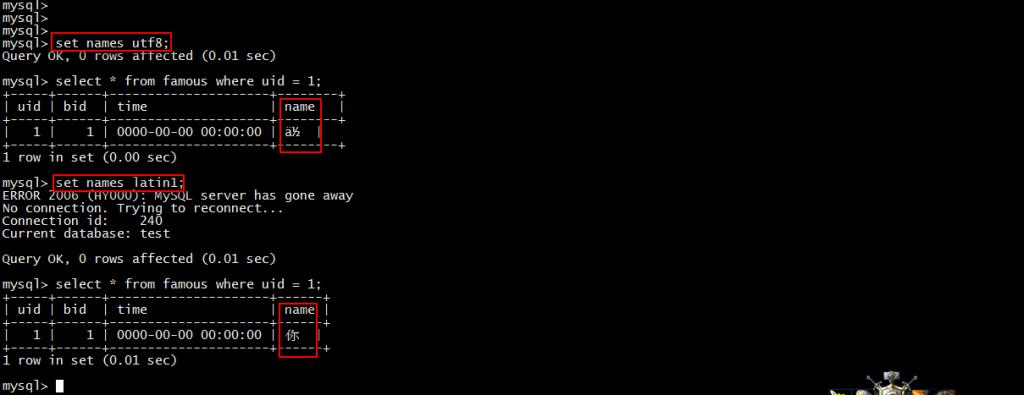 mysql>
mysql>
mysql>
mysql> set names utf8;
Query OK, 0 rows affected (0.01 sec)
mysql> select * from famous where uid = 1;
+-----+-----+---------------------+--------+
| uid | bid | time                | name   |
+-----+-----+---------------------+--------+
|   1 |   1 | 0000-00-00 00:00:00 | ä½ |
+-----+-----+---------------------+--------+
1 row in set (0.00 sec)
mysql> set names latin1;
ERROR 2006 (HY000): MySQL server has gone away
No connection. Trying to reconnect...
Connection id:    240
Current database: test
Query OK, 0 rows affected (0.01 sec)
mysql> select * from famous where uid = 1;
+-----+-----+---------------------+------+
| uid | bid | time                | name |
+-----+-----+---------------------+------+
|   1 |   1 | 0000-00-00 00:00:00 | 你 |
+-----+-----+---------------------+------+
1 row in set (0.01 sec)
mysql>